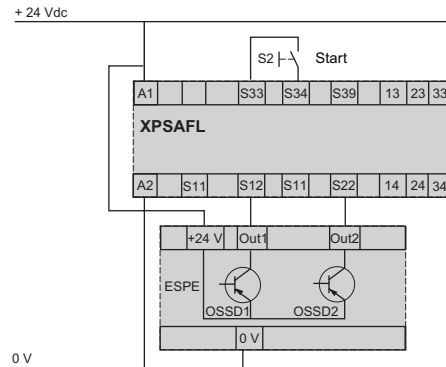 + 24 Vdc
S2 Start
A1 S33 S34 S39 13 23 33
XPSAFL
A2 S11 S12 S11 S22 14 24 34
+24 V Out1 Out2
ESPE
OSSD1 OSSD2
0 V
0 V